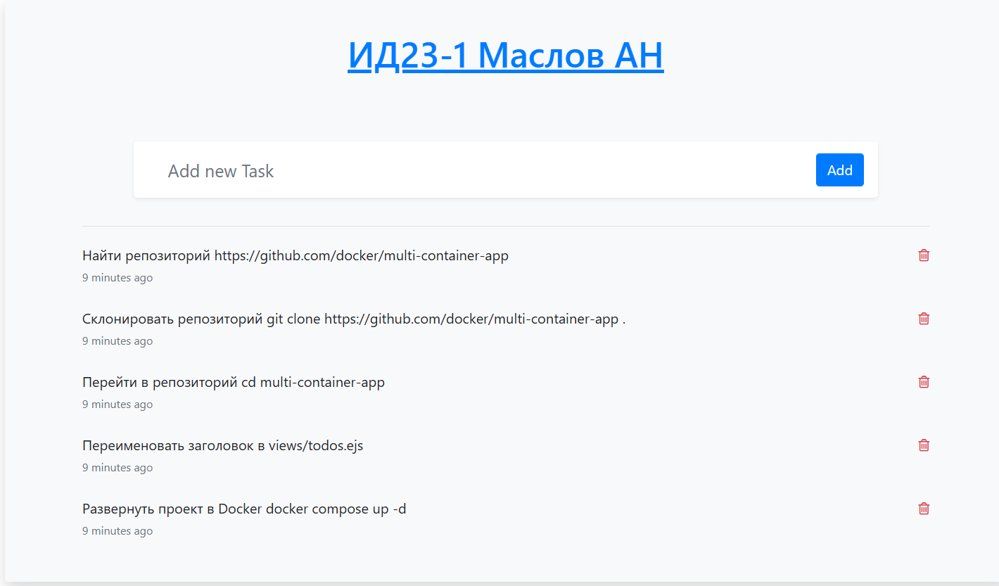 ИД23-1 Маслов АН
Add new Task
Add
Найти репозиторий https://github.com/docker/multi-container-app
9 minutes ago
Склонировать репозиторий git clone https://github.com/docker/multi-container-app .
9 minutes ago
Перейти в репозиторий cd multi-container-app
9 minutes ago
Переименовать заголовок в views/todos.ejs
9 minutes ago
Развернуть проект в Docker docker compose up -d
9 minutes ago